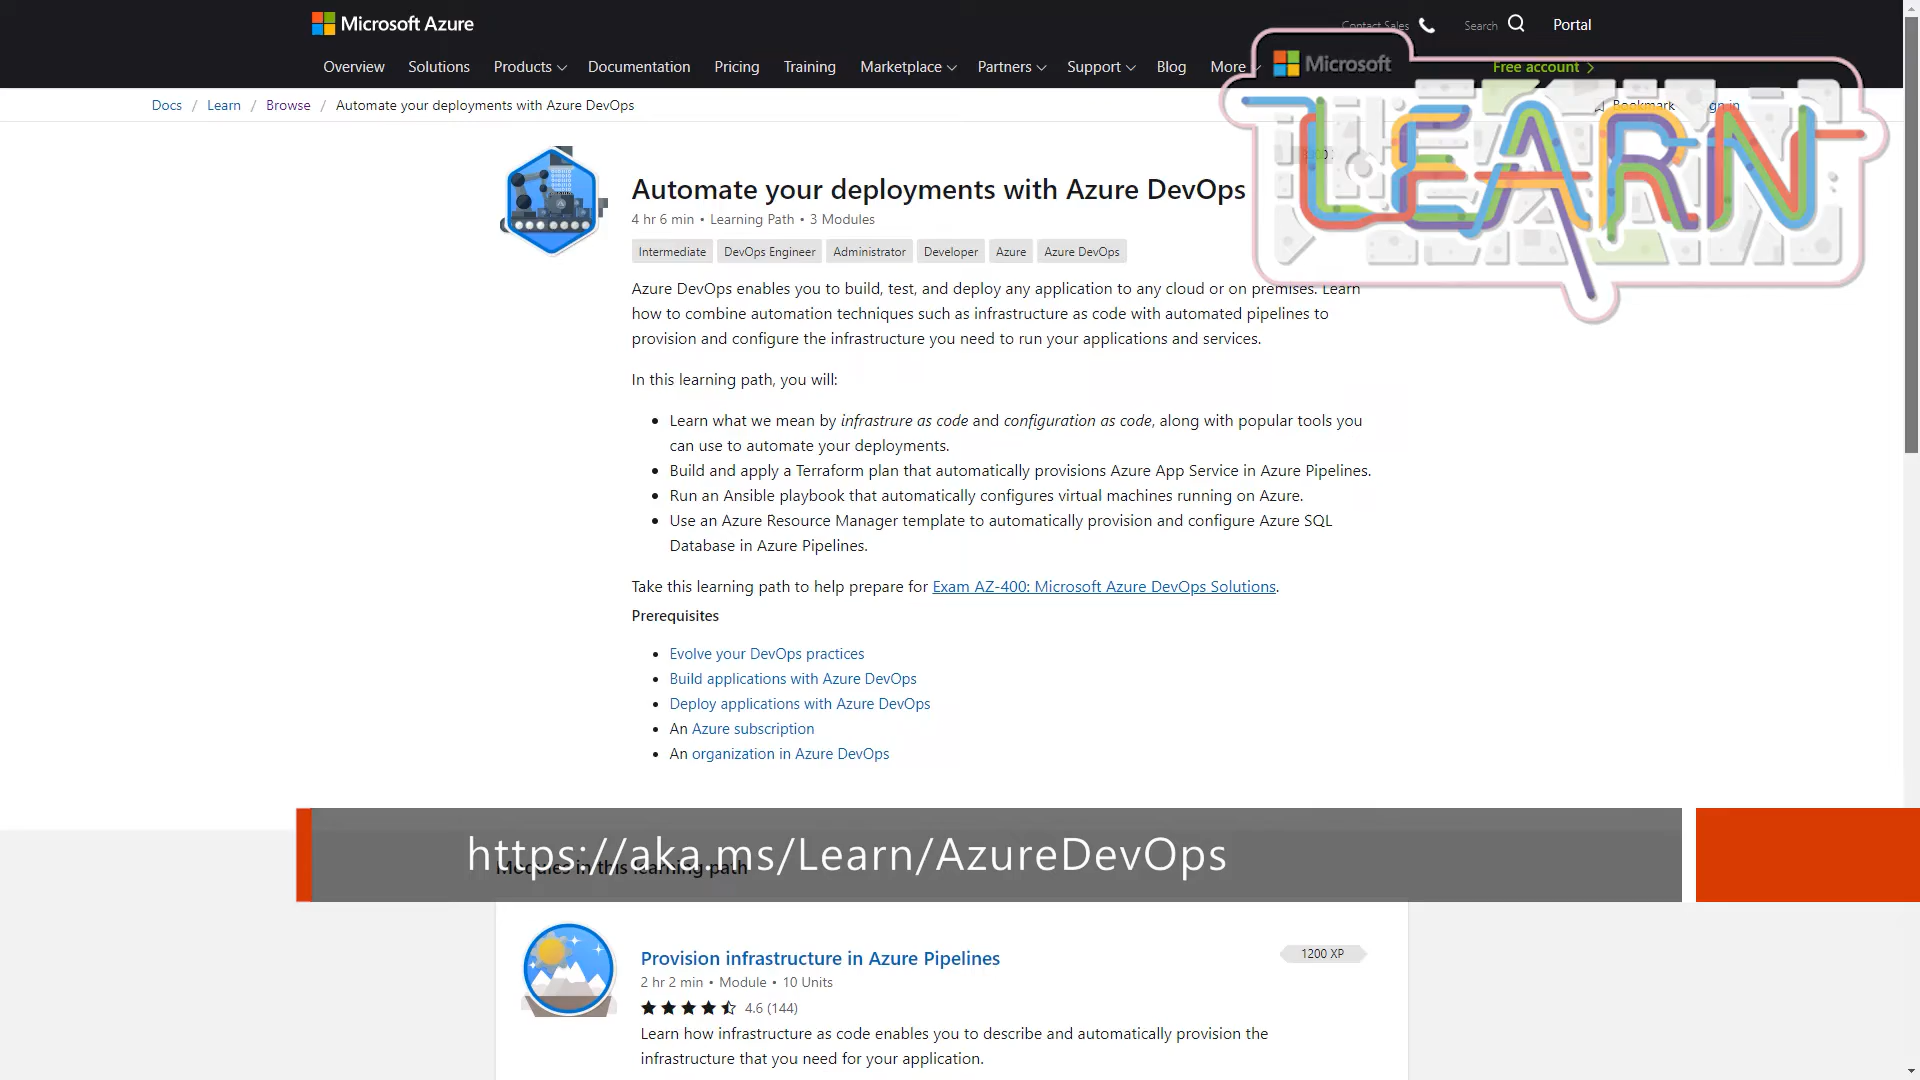 Microsoft Azure
Contact Sales
Search
Portal
Overview
Solutions
Products
Documentation
Pricing
Training
Marketplace
Partners
Support
Blog
More
Microsoft
Free account
Docs / Learn / Browse / Automate your deployments with Azure DevOps
Bookmark
LEARN
Automate your deployments with Azure DevOps
4 hr 6 min • Learning Path • 3 Modules
Intermediate
DevOps Engineer
Administrator
Developer
Azure
Azure DevOps
Azure DevOps enables you to build, test, and deploy any application to any cloud or on premises. Learn
how to combine automation techniques such as infrastructure as code with automated pipelines to
provision and configure the infrastructure you need to run your applications and services.
In this learning path, you will:
• Learn what we mean by infrastrure as code and configuration as code, along with popular tools you
can use to automate your deployments.
• Build and apply a Terraform plan that automatically provisions Azure App Service in Azure Pipelines.
• Run an Ansible playbook that automatically configures virtual machines running on Azure.
• Use an Azure Resource Manager template to automatically provision and configure Azure SQL
Database in Azure Pipelines.
Take this learning path to help prepare for Exam AZ-400: Microsoft Azure DevOps Solutions.
Prerequisites
• Evolve your DevOps practices
• Build applications with Azure DevOps
• Deploy applications with Azure DevOps
• An Azure subscription
• An organization in Azure DevOps
https://aka.ms/Learn/AzureDevOps
Modules in this learning path
Provision infrastructure in Azure Pipelines
1200 XP
2 hr 2 min • Module • 10 Units
4.6 (144)
Learn how infrastructure as code enables you to describe and automatically provision the
infrastructure that you need for your application.